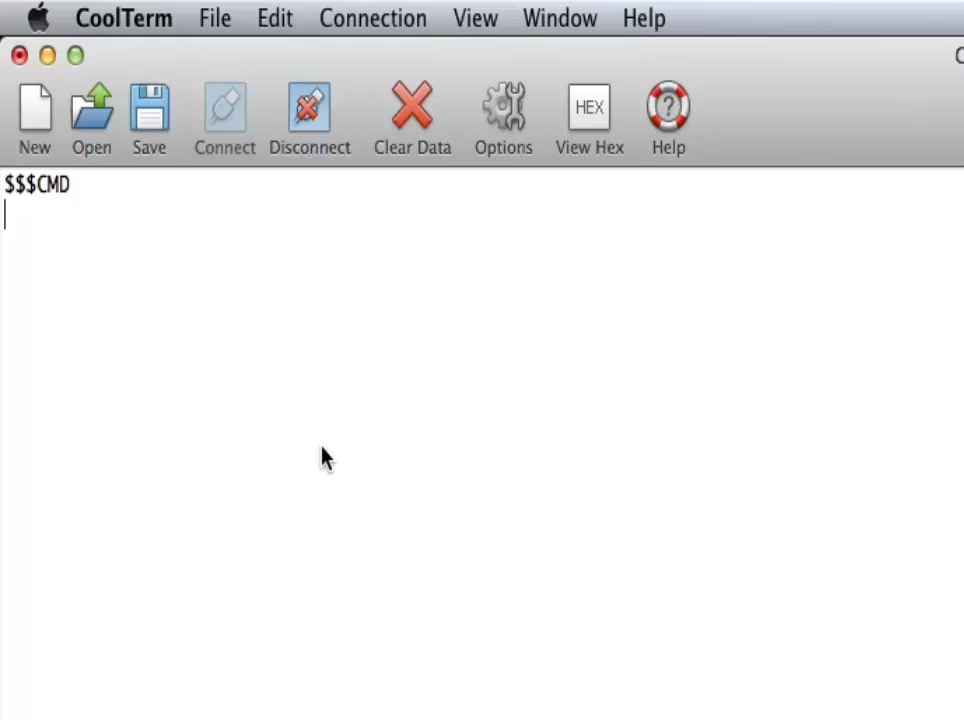 CoolTerm File Edit Connection View Window Help
New Open Save Connect Disconnect Clear Data Options HEX View Hex ? Help
$$$CMD